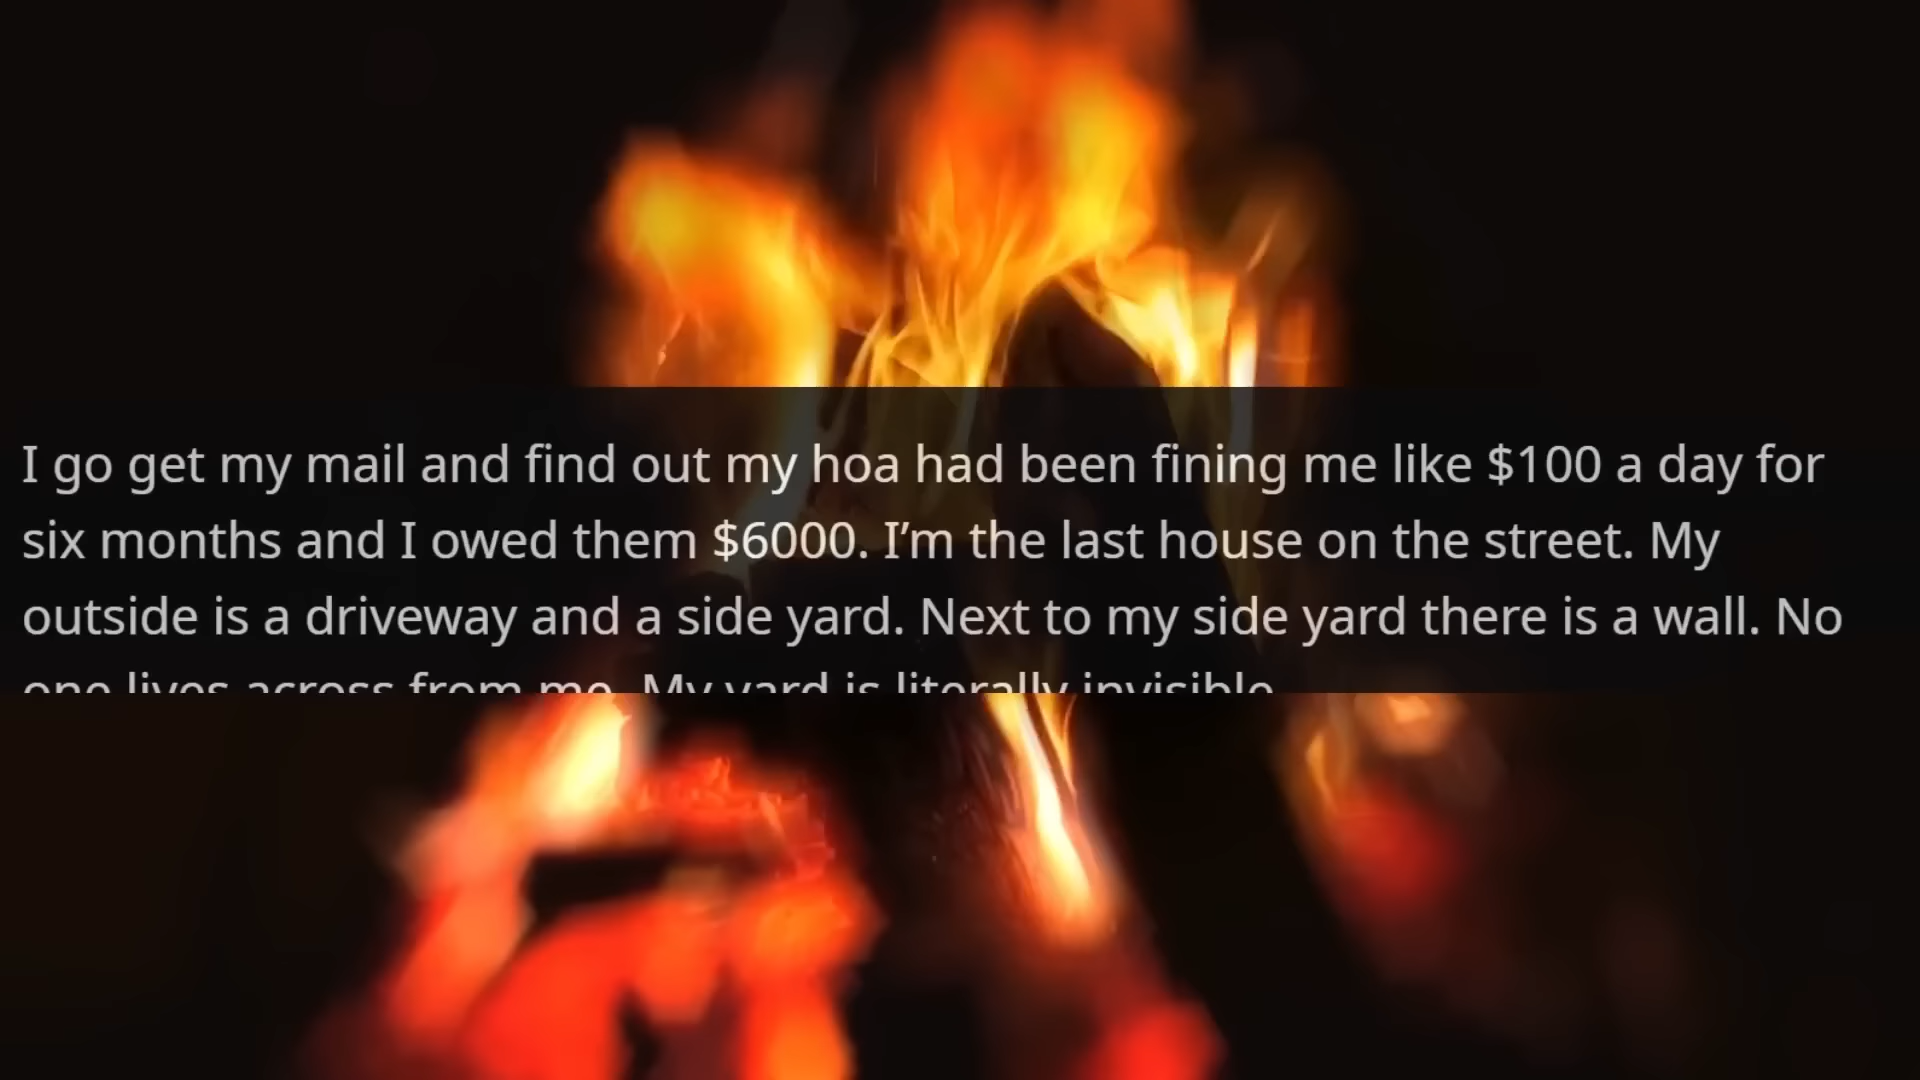 I go get my mail and find out my hoa had been fining me like $100 a day for
six months and I owed them $6000. I’m the last house on the street. My
outside is a driveway and a side yard. Next to my side yard there is a wall. No
one lives across from me. My yard is literally invisible